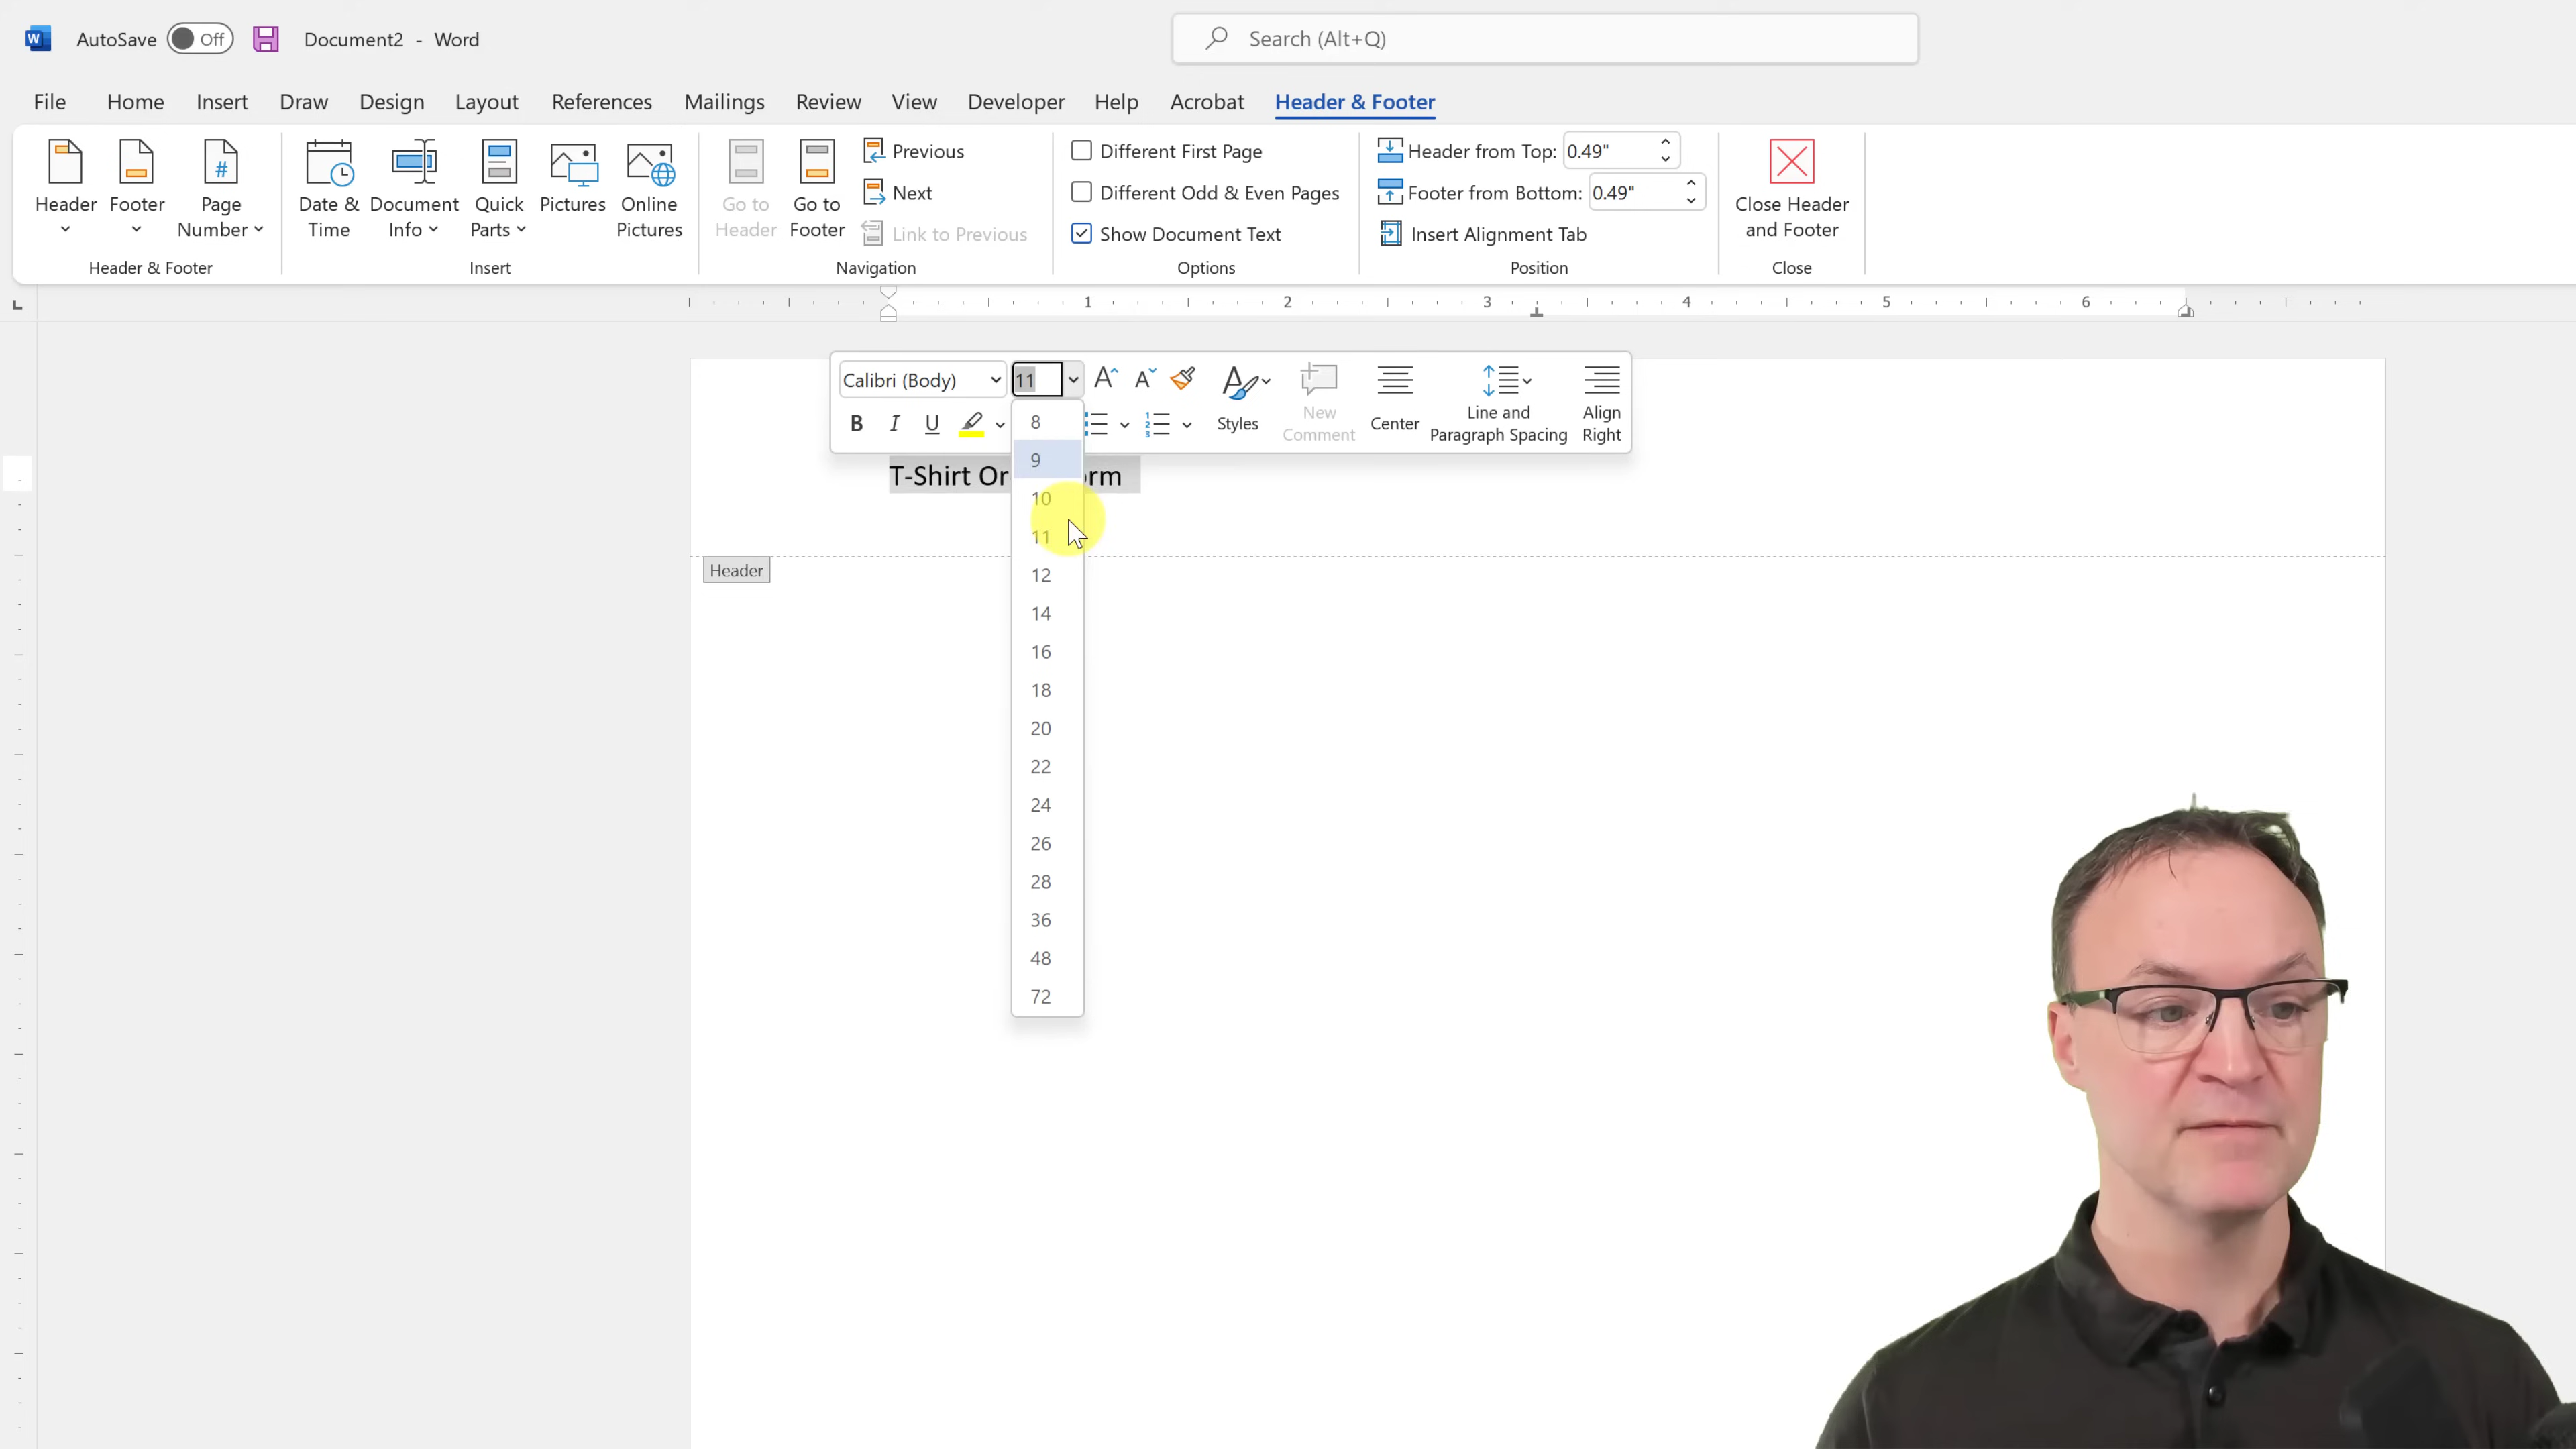 AutoSave Off Document2 - Word Search (Alt+Q)
File Home Insert Draw Design Layout References Mailings Review View Developer Help Acrobat Header & Footer
Header Footer Page Number
Header & Footer
Date & Time Document Info Quick Parts Pictures Online Pictures
Insert
Go to Header Go to Footer Previous
Next
Link to Previous
Navigation
Different First Page
Different Odd & Even Pages
Show Document Text
Options
Header from Top: 0.49"
Footer from Bottom: 0.49"
Insert Alignment Tab
Position
Close Header and Footer
Close
1 2 3 4 5 6
Calibri (Body) 11
B I U Styles New Comment Center Line and Paragraph Spacing Align Right
T-Shirt Or orm
8
9
10
11
12
14
16
18
20
22
24
26
28
36
48
72
Header